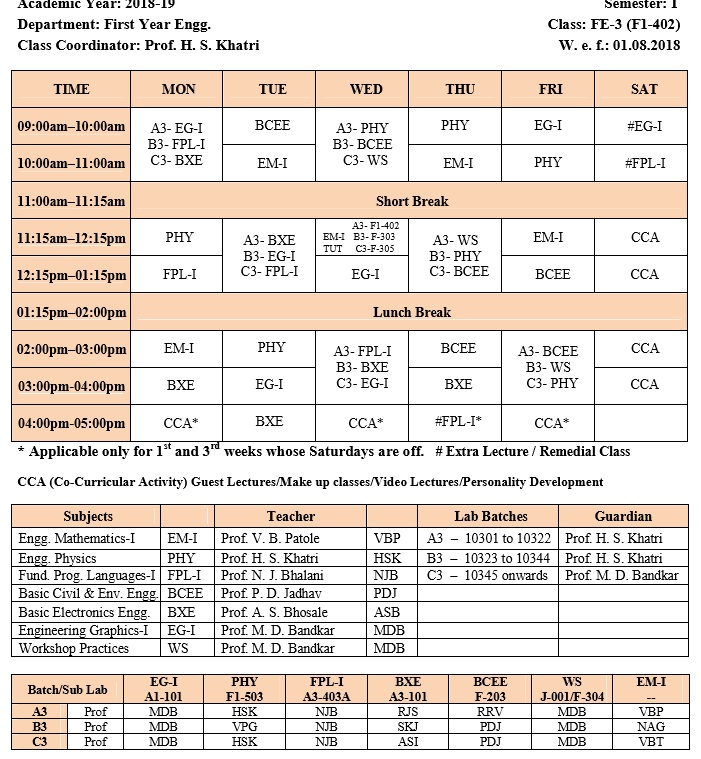 Academic Year: 2018-19 Semester: I
Department: First Year Engg. Class: FE-3 (F1-402)
Class Coordinator: Prof. H. S. Khatri W. e. f.: 01.08.2018
TIME MON TUE WED THU FRI SAT
09:00am–10:00am A3- EG-I B3- FPL-I C3- BXE BCEE A3- PHY B3- BCEE C3- WS PHY EG-I #EG-I
10:00am–11:00am EM-I EM-I PHY #FPL-I
11:00am–11:15am Short Break
11:15am–12:15pm PHY A3- BXE B3- EG-I C3- FPL-I EM-I TUT A3- F1-402 B3- F-303 C3-F-305 A3- WS B3- PHY C3- BCEE EM-I CCA
12:15pm–01:15pm FPL-I EG-I BCEE CCA
01:15pm–02:00pm Lunch Break
02:00pm–03:00pm EM-I PHY A3- FPL-I B3- BXE C3- EG-I BCEE A3- BCEE B3- WS C3- PHY CCA
03:00pm-04:00pm BXE EG-I BXE CCA
04:00pm-05:00pm CCA* BXE CCA* #FPL-I* CCA*
* Applicable only for 1st and 3rd weeks whose Saturdays are off. # Extra Lecture / Remedial Class
CCA (Co-Curricular Activity) Guest Lectures/Make up classes/Video Lectures/Personality Development
Subjects Teacher Lab Batches Guardian
Engg. Mathematics-I EM-I Prof. V. B. Patole VBP A3 – 10301 to 10322 Prof. H. S. Khatri
Engg. Physics PHY Prof. H. S. Khatri HSK B3 – 10323 to 10344 Prof. H. S. Khatri
Fund. Prog. Languages-I FPL-I Prof. N. J. Bhalani NJB C3 – 10345 onwards Prof. M. D. Bandkar
Basic Civil & Env. Engg. BCEE Prof. P. D. Jadhav PDJ
Basic Electronics Engg. BXE Prof. A. S. Bhosale ASB
Engineering Graphics-I EG-I Prof. M. D. Bandkar MDB
Workshop Practices WS Prof. M. D. Bandkar MDB
Batch/Sub Lab EG-I A1-101 PHY F1-503 FPL-I A3-403A BXE A3-101 BCEE F-203 WS J-001/F-304 EM-I --
A3 Prof MDB HSK NJB RJS RRV MDB VBP
B3 Prof MDB VPG NJB SKJ PDJ MDB NAG
C3 Prof MDB HSK NJB ASI PDJ MDB VBT